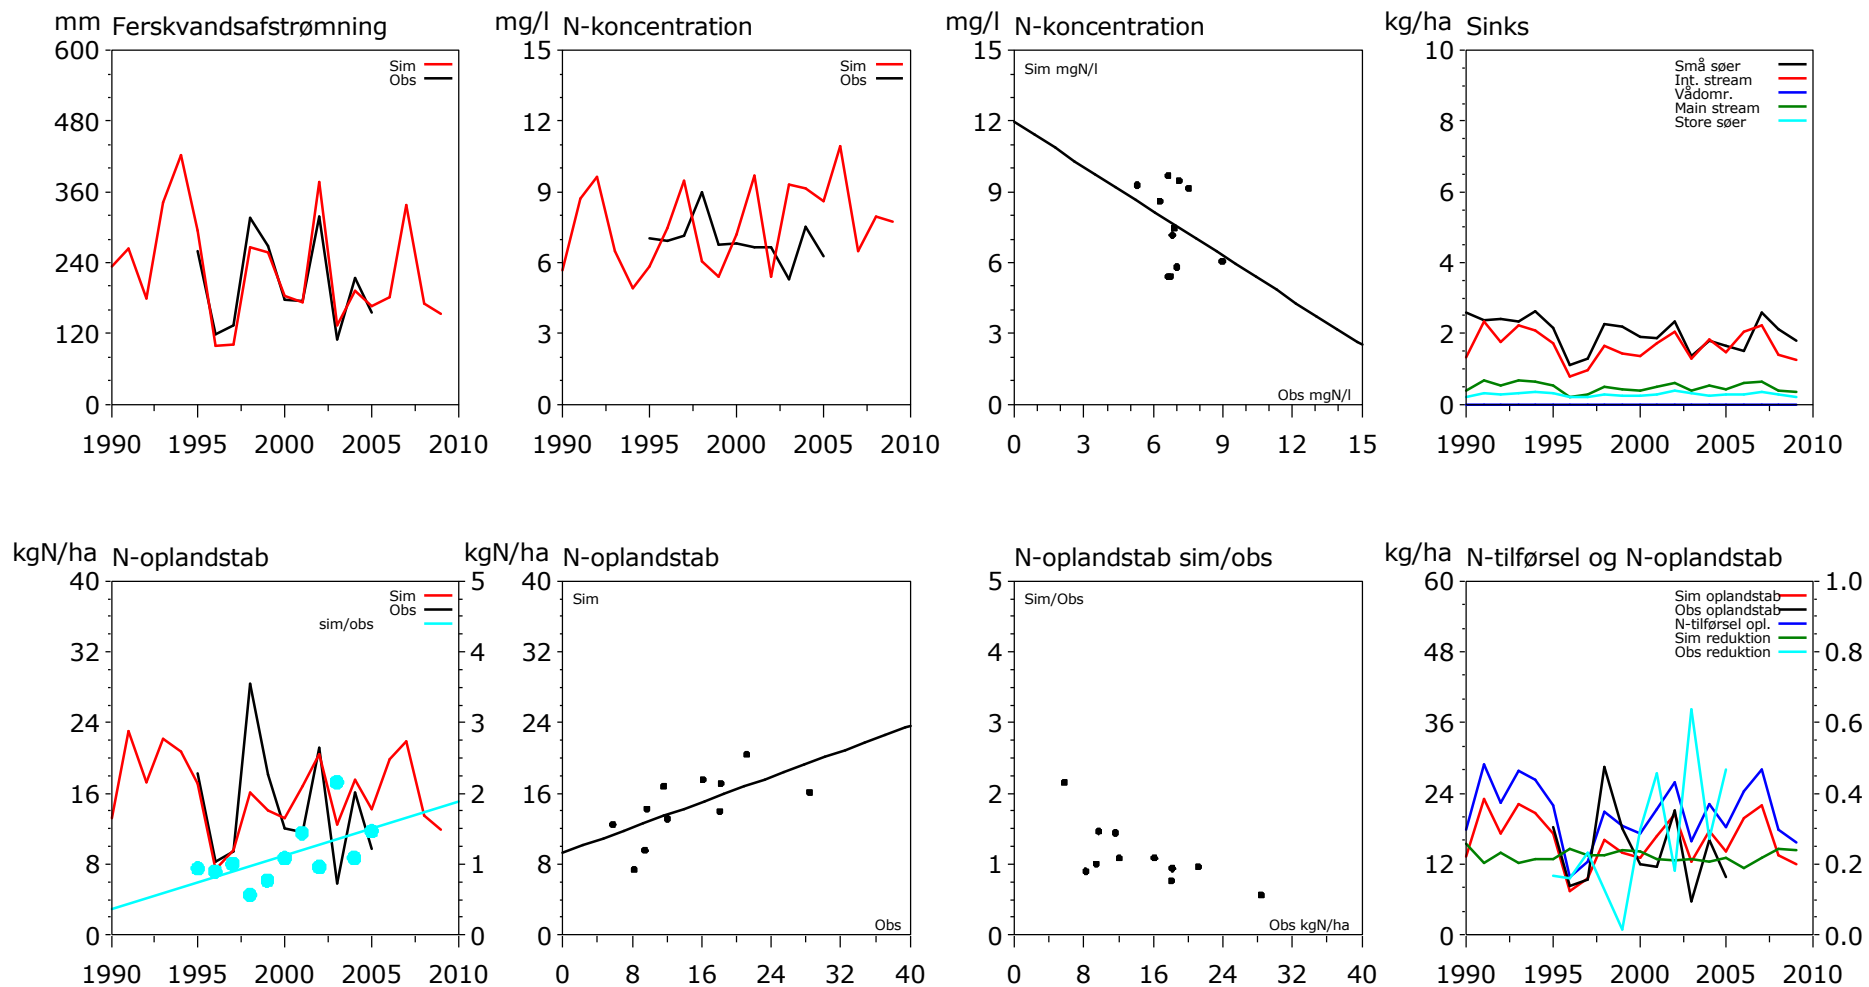 mm Ferskvandsafstrømning
600
480
360
240
120
0
Sim
Obs
1990 1995 2000 2005 2010
mg/l N-koncentration
15
12
9
6
3
0
Sim
Obs
1990 1995 2000 2005 2010
mg/l N-koncentration
15
12
9
6
3
0
Sim mgN/l
Obs mgN/l
0 3 6 9 12 15
kg/ha Sinks
10
8
6
4
2
0
Små søer
Int. stream
Vådomr.
Main stream
Store søer
1990 1995 2000 2005 2010
kgN/ha N-oplandstab
40
32
24
16
8
0
Sim
Obs
sim/obs
5
4
3
2
1
0
1990 1995 2000 2005 2010
kgN/ha N-oplandstab
Sim
Obs
0 8 16 24 32 40
N-oplandstab sim/obs
5
4
3
2
1
0
Sim/Obs
Obs kgN/ha
0 8 16 24 32 40
kg/ha N-tilførsel og N-oplandstab
60
48
36
24
12
0
Sim oplandstab
Obs oplandstab
N-tilførsel opl.
Sim reduktion
Obs reduktion
1.0
0.8
0.6
0.4
0.2
0.0
1990 1995 2000 2005 2010